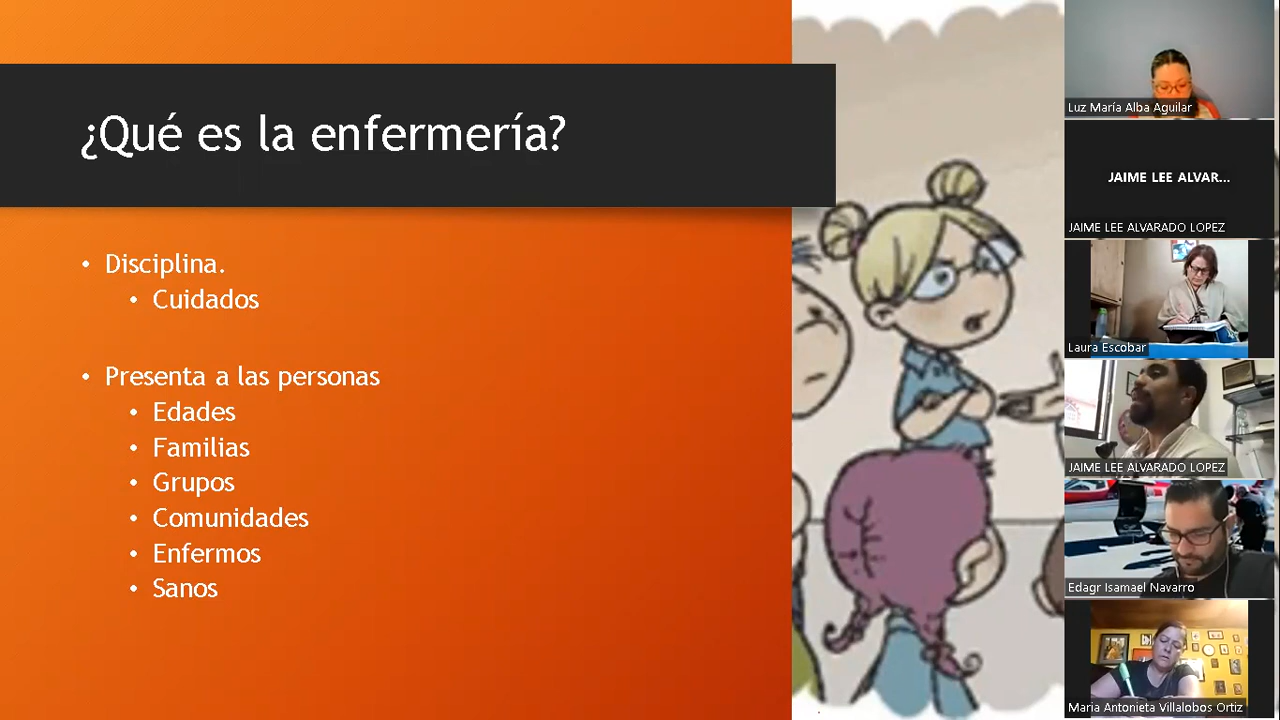 ¿Qué es la enfermería?
• Disciplina.
• Cuidados
• Presenta a las personas
• Edades
• Familias
• Grupos
• Comunidades
• Enfermos
• Sanos
Luz María Alba Aguilar
JAIME LEE ALVAR...
JAIME LEE ALVARADO LOPEZ
Laura Escobar
JAIME LEE ALVARADO LOPEZ
Edagr Isamael Navarro
Maria Antonieta Villalobos Ortiz